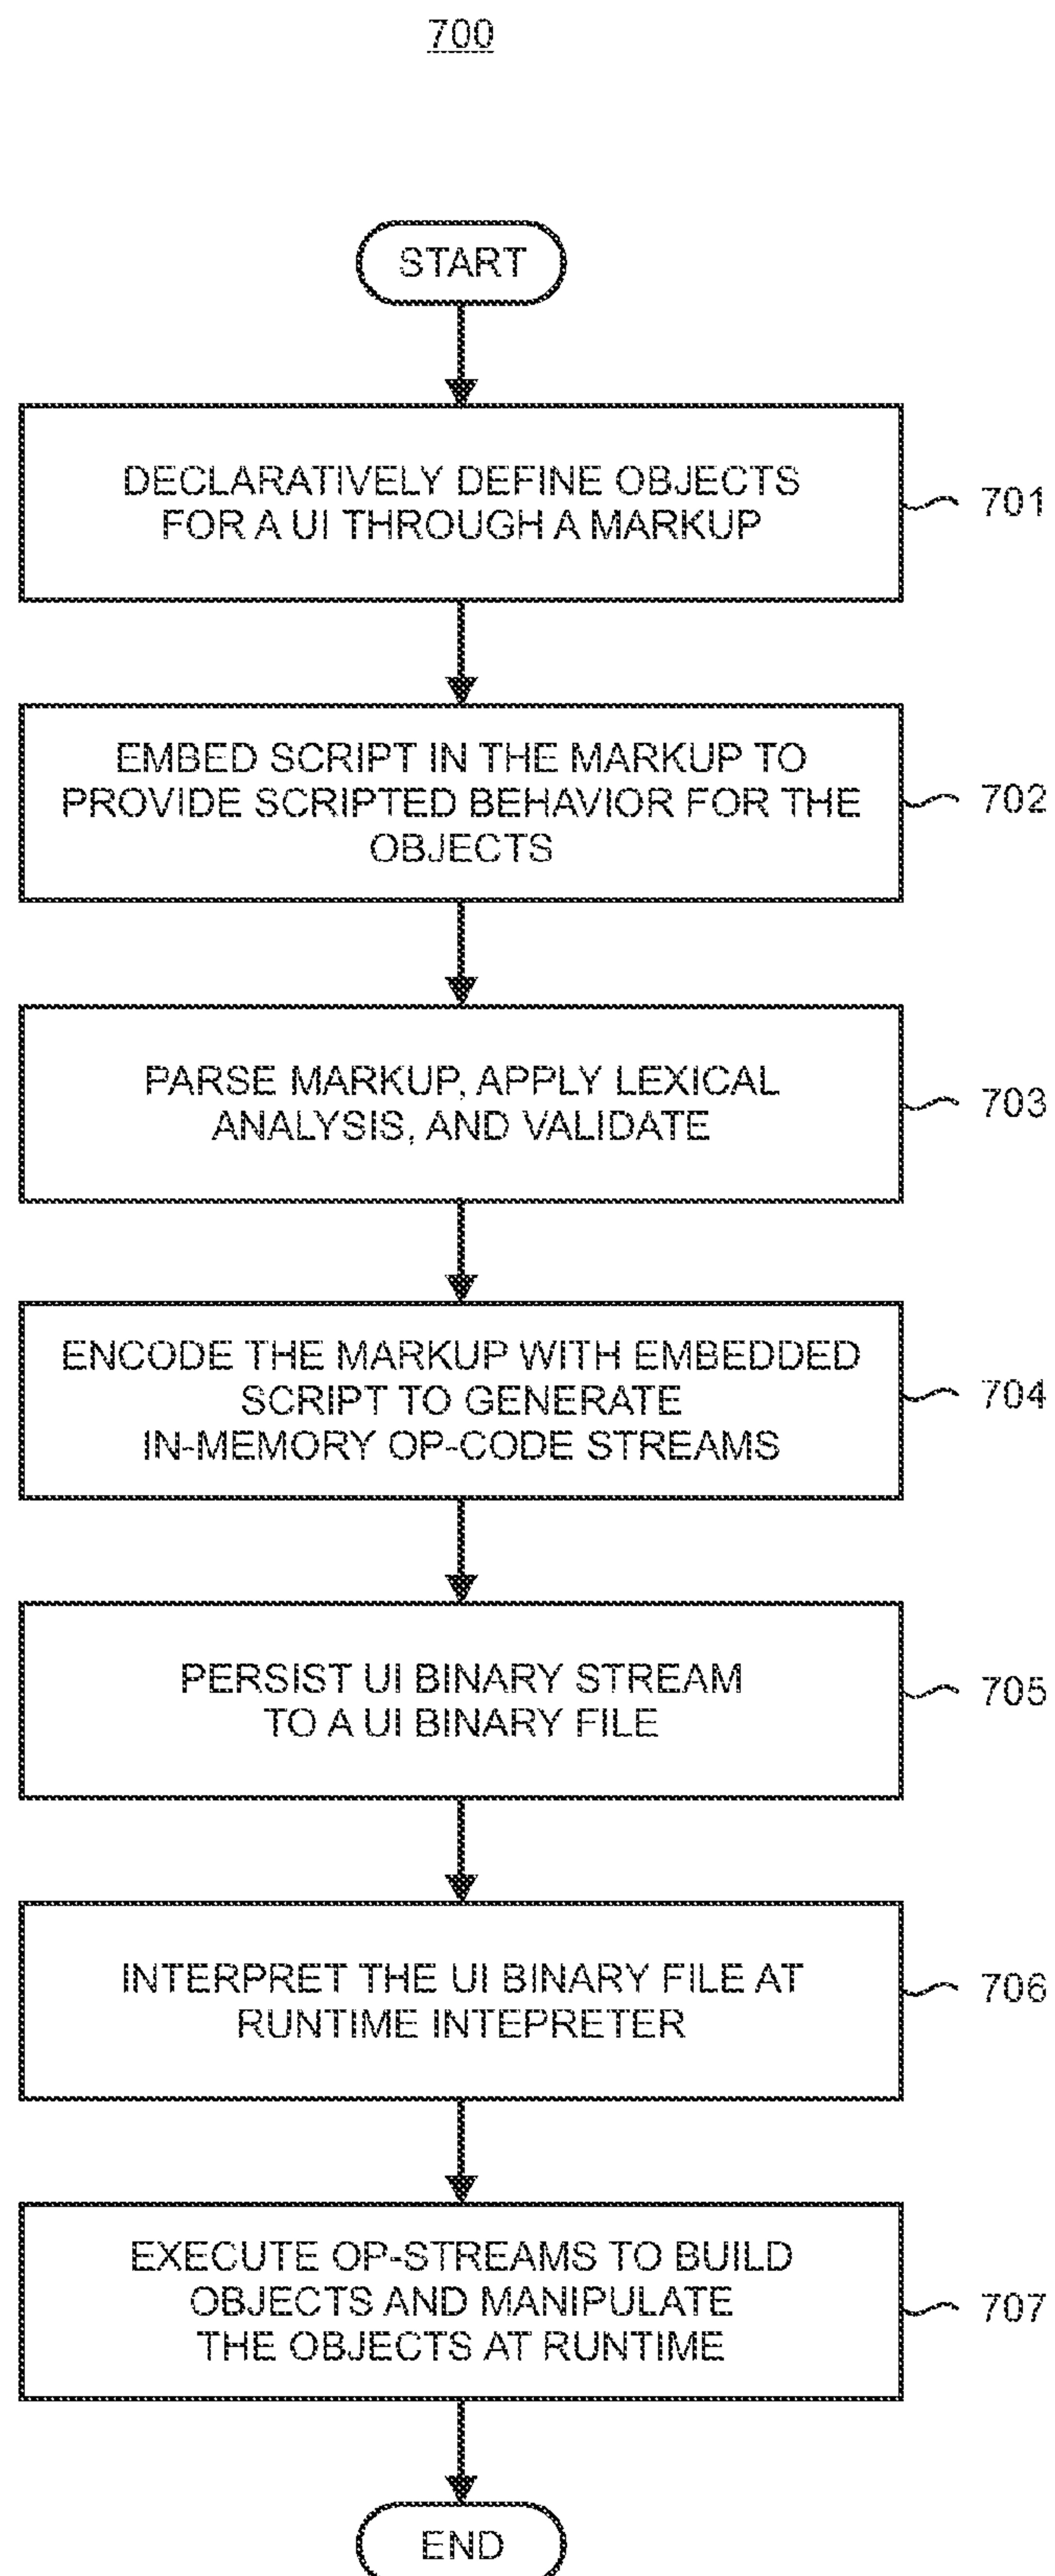 700
START
DECLARATIVELY DEFINE OBJECTS
FOR A UI THROUGH A MARKUP
701
EMBED SCRIPT IN THE MARKUP TO
PROVIDE SCRIPTED BEHAVIOR FOR THE
OBJECTS
702
PARSE MARKUP, APPLY LEXICAL
ANALYSIS, AND VALIDATE
703
ENCODE THE MARKUP WITH EMBEDDED
SCRIPT TO GENERATE
IN-MEMORY OP-CODE STREAMS
704
PERSIST UI BINARY STREAM
TO A UI BINARY FILE
705
INTERPRET THE UI BINARY FILE AT
RUNTIME INTEPRETER
706
EXECUTE OP-STREAMS TO BUILD
OBJECTS AND MANIPULATE
THE OBJECTS AT RUNTIME
707
END